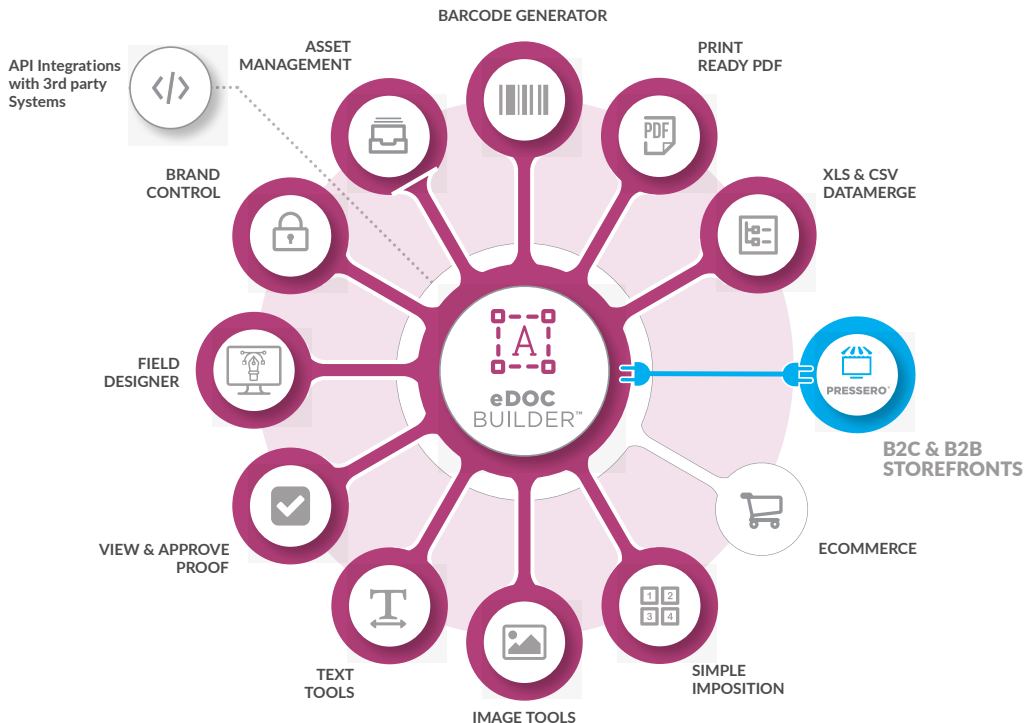 BARCODE GENERATOR
ASSET
MANAGEMENT
PRINT
READY PDF
API Integrations
with 3rd party
Systems
</>
PDF
BRAND
CONTROL
XLS & CSV
DATAMERGE
FIELD
DESIGNER
A
eDOC
BUILDER™
PRESSERO®
B2C & B2B
STOREFRONTS
VIEW & APPROVE
PROOF
ECOMMERCE
T
1 2
3 4
TEXT
TOOLS
SIMPLE
IMPOSITION
IMAGE TOOLS